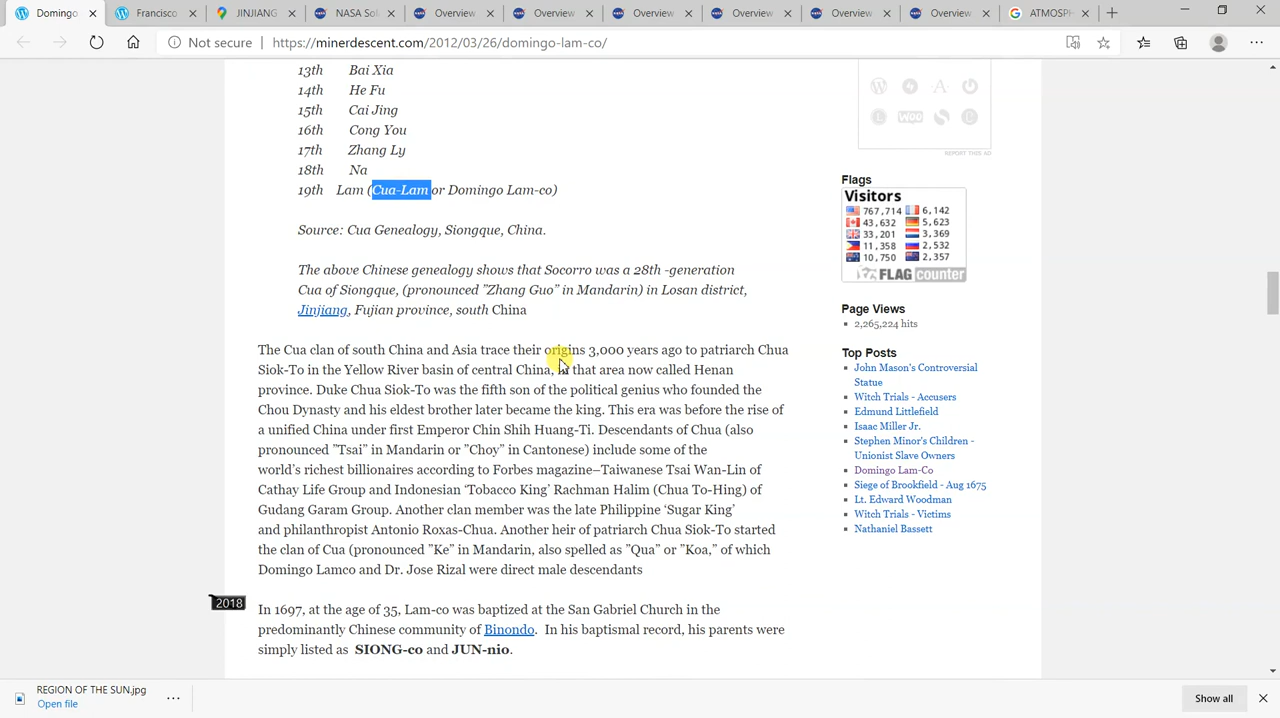 Domingo
Francisco
JINJIANG
NASA Sol
Overview
Overview
Overview
Overview
Overview
Overview
ATMOSPH
Not secure
https://minerdescent.com/2012/03/26/domingo-lam-co/
13th Bai Xia
14th He Fu
15th Cai Jing
16th Cong You
17th Zhang Ly
18th Na
19th Lam (Cua-Lam or Domingo Lam-co)
Source: Cua Genealogy, Siongque, China.
The above Chinese genealogy shows that Socorro was a 28th -generation
Cua of Siongque, (pronounced "Zhang Guo" in Mandarin) in Losan district,
Jinjiang, Fujian province, south China
The Cua clan of south China and Asia trace their origins 3,000 years ago to patriarch Chua
Siok-To in the Yellow River basin of central China, in that area now called Henan
province. Duke Chua Siok-To was the fifth son of the political genius who founded the
Chou Dynasty and his eldest brother later became the king. This era was before the rise of
a unified China under first Emperor Chin Shih Huang-Ti. Descendants of Chua (also
pronounced "Tsai" in Mandarin or "Choy" in Cantonese) include some of the
world's richest billionaires according to Forbes magazine–Taiwanese Tsai Wan-Lin of
Cathay Life Group and Indonesian 'Tobacco King' Rachman Halim (Chua To-Hing) of
Gudang Garam Group. Another clan member was the late Philippine 'Sugar King'
and philanthropist Antonio Roxas-Chua. Another heir of patriarch Chua Siok-To started
the clan of Cua (pronounced "Ke" in Mandarin, also spelled as "Qua" or "Koa," of which
Domingo Lamco and Dr. Jose Rizal were direct male descendants
2018
In 1697, at the age of 35, Lam-co was baptized at the San Gabriel Church in the
predominantly Chinese community of Binondo. In his baptismal record, his parents were
simply listed as SIONG-co and JUN-nio.
WOO
REPORT THIS AD
Flags
Visitors
767,714 6,142
43,632 5,623
33,201 3,369
11,358 2,532
10,750 2,357
FLAG counter
Page Views
2,265,224 hits
Top Posts
John Mason's Controversial
Statue
Witch Trials - Accusers
Edmund Littlefield
Isaac Miller Jr.
Stephen Minor's Children -
Unionist Slave Owners
Domingo Lam-Co
Siege of Brookfield - Aug 1675
Lt. Edward Woodman
Witch Trials - Victims
Nathaniel Bassett
REGION OF THE SUN.jpg
Open file
Show all